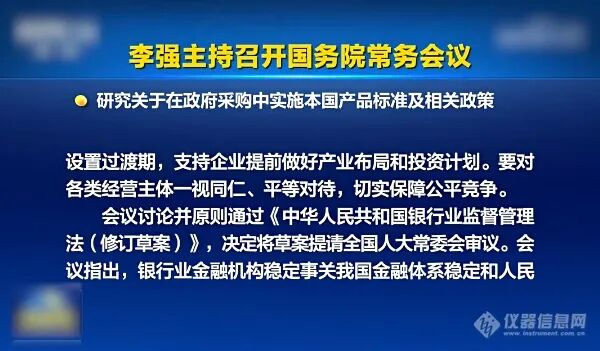 李强主持召开国务院常务会议
研究关于在政府采购中实施本国产品标准及相关政策
设置过渡期，支持企业提前做好产业布局和投资计划。要对
各类经营主体一视同仁、平等对待，切实保障公平竞争。
会议讨论并原则通过《中华人民共和国银行业监督管理
法（修订草案）》，决定将草案提请全国人大常委会审议。会
议指出，银行业金融机构稳定事关我国金融体系稳定和人民
仪器信息网
www.instrument.com.cn